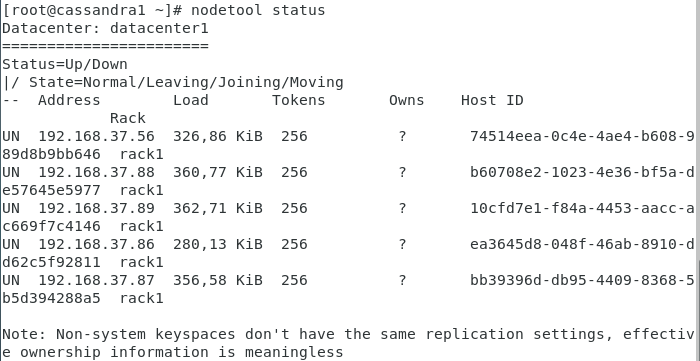 [root@cassandra1 ~]# nodetool status
Datacenter: datacenter1
=======================
Status=Up/Down
|/ State=Normal/Leaving/Joining/Moving
--  Address        Load       Tokens       Owns    Host ID
            Rack
UN  192.168.37.56  326,86 KiB  256          ?       74514eea-0c4e-4ae4-b608-9
89d8b9bb646  rack1
UN  192.168.37.88  360,77 KiB  256          ?       b60708e2-1023-4e36-bf5a-d
e57645e5977  rack1
UN  192.168.37.89  362,71 KiB  256          ?       10cfd7e1-f84a-4453-aacc-a
c669f7c4146  rack1
UN  192.168.37.86  280,13 KiB  256          ?       ea3645d8-048f-46ab-8910-d
d62c5f92811  rack1
UN  192.168.37.87  356,58 KiB  256          ?       bb39396d-db95-4409-8368-5
b5d394288a5  rack1
Note: Non-system keyspaces don't have the same replication settings, effectiv
e ownership information is meaningless